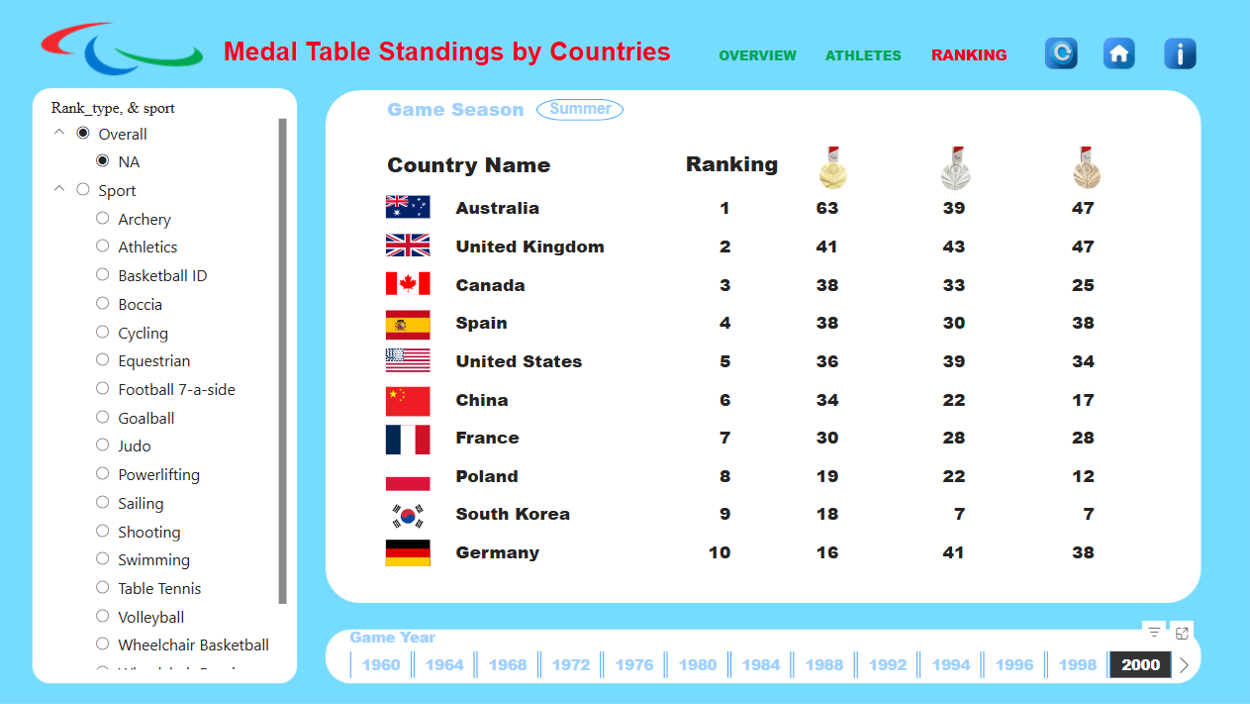 Medal Table Standings by Countries
OVERVIEW ATHLETES RANKING
Rank_type, & sport
Overall
NA
Sport
Archery
Athletics
Basketball ID
Boccia
Cycling
Equestrian
Football 7-a-side
Goalball
Judo
Powerlifting
Sailing
Shooting
Swimming
Table Tennis
Volleyball
Wheelchair Basketball
Game Season Summer
Country Name Ranking
Australia 1 63 39 47
United Kingdom 2 41 43 47
Canada 3 38 33 25
Spain 4 38 30 38
United States 5 36 39 34
China 6 34 22 17
France 7 30 28 28
Poland 8 19 22 12
South Korea 9 18 7 7
Germany 10 16 41 38
Game Year
1960 1964 1968 1972 1976 1980 1984 1988 1992 1994 1996 1998 2000